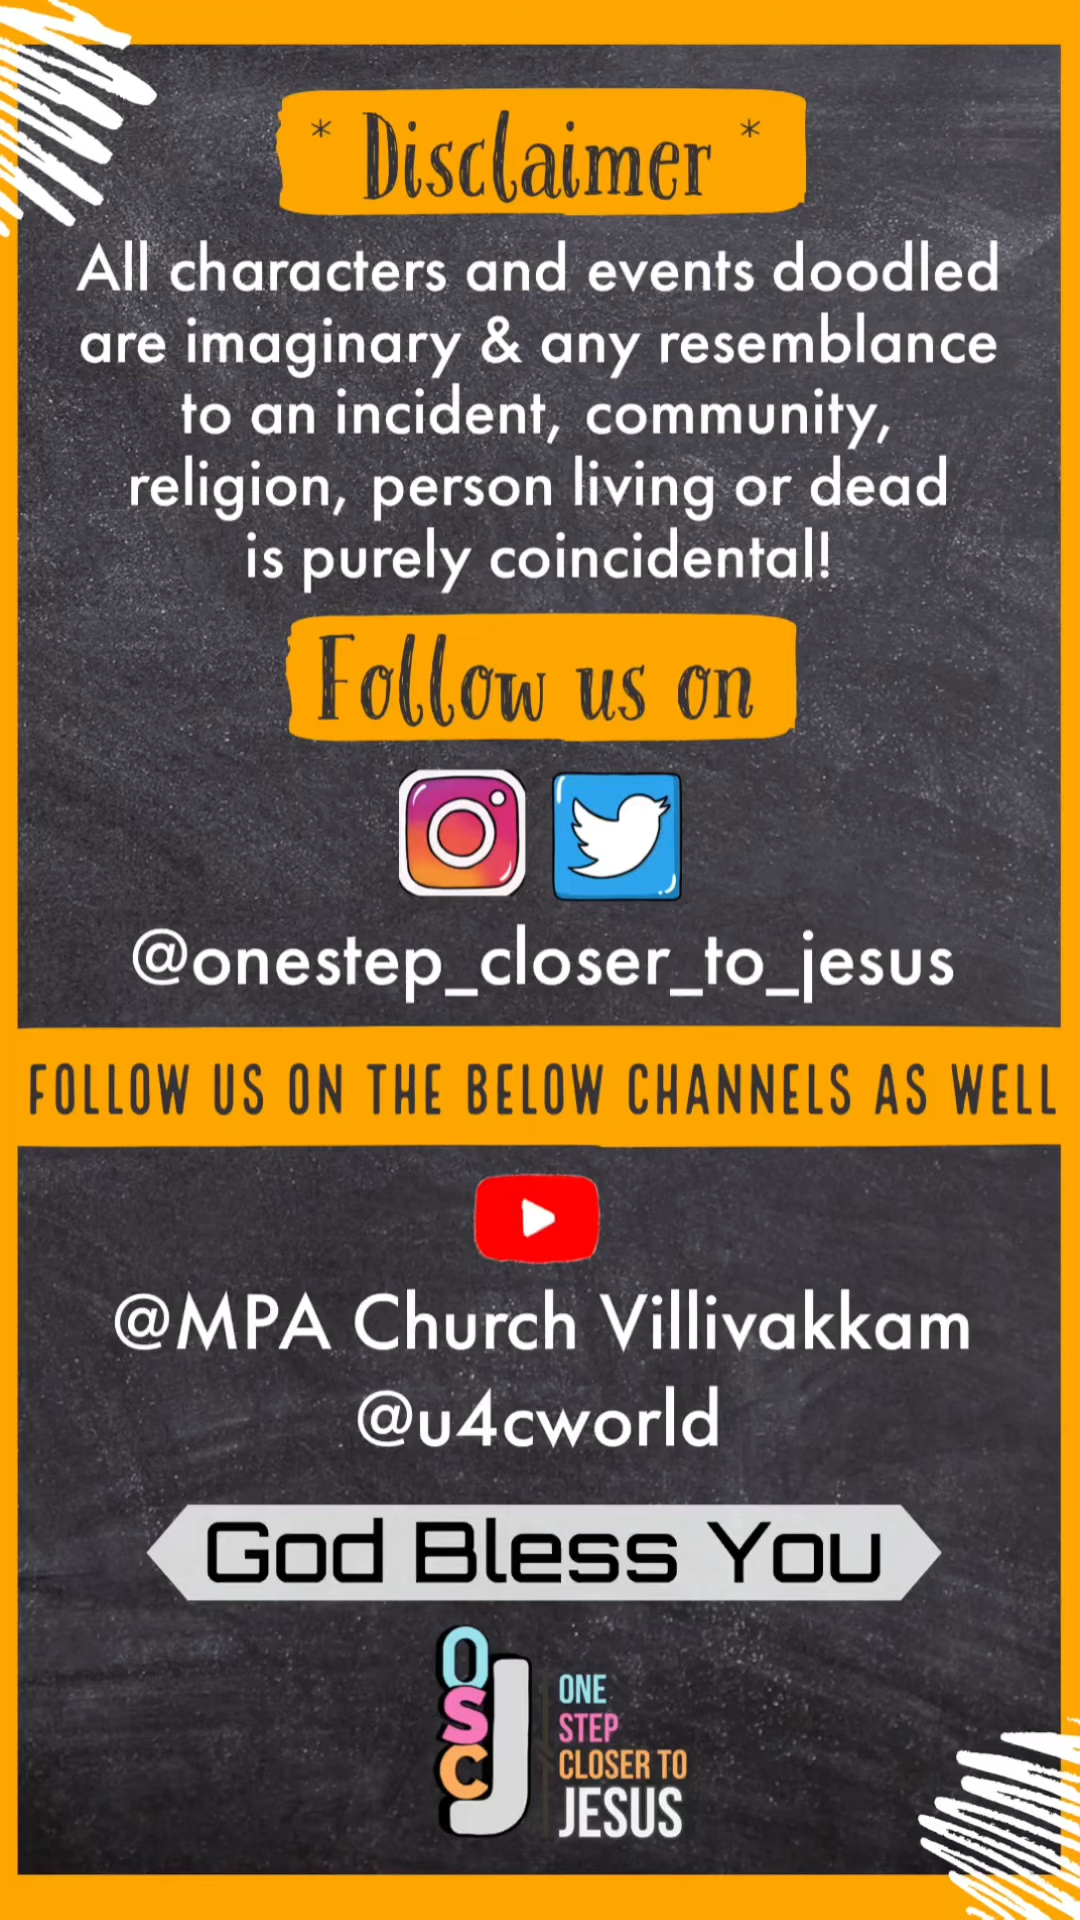 * Disclaimer *
All characters and events doodled
are imaginary & any resemblance
to an incident, community,
religion, person living or dead
is purely coincidental!
Follow us on
@onestep_closer_to_jesus
FOLLOW US ON THE BELOW CHANNELS AS WELL
@MPA Church Villivakkam
@u4cworld
God Bless You
OSCJ
ONE
STEP
CLOSER TO
JESUS